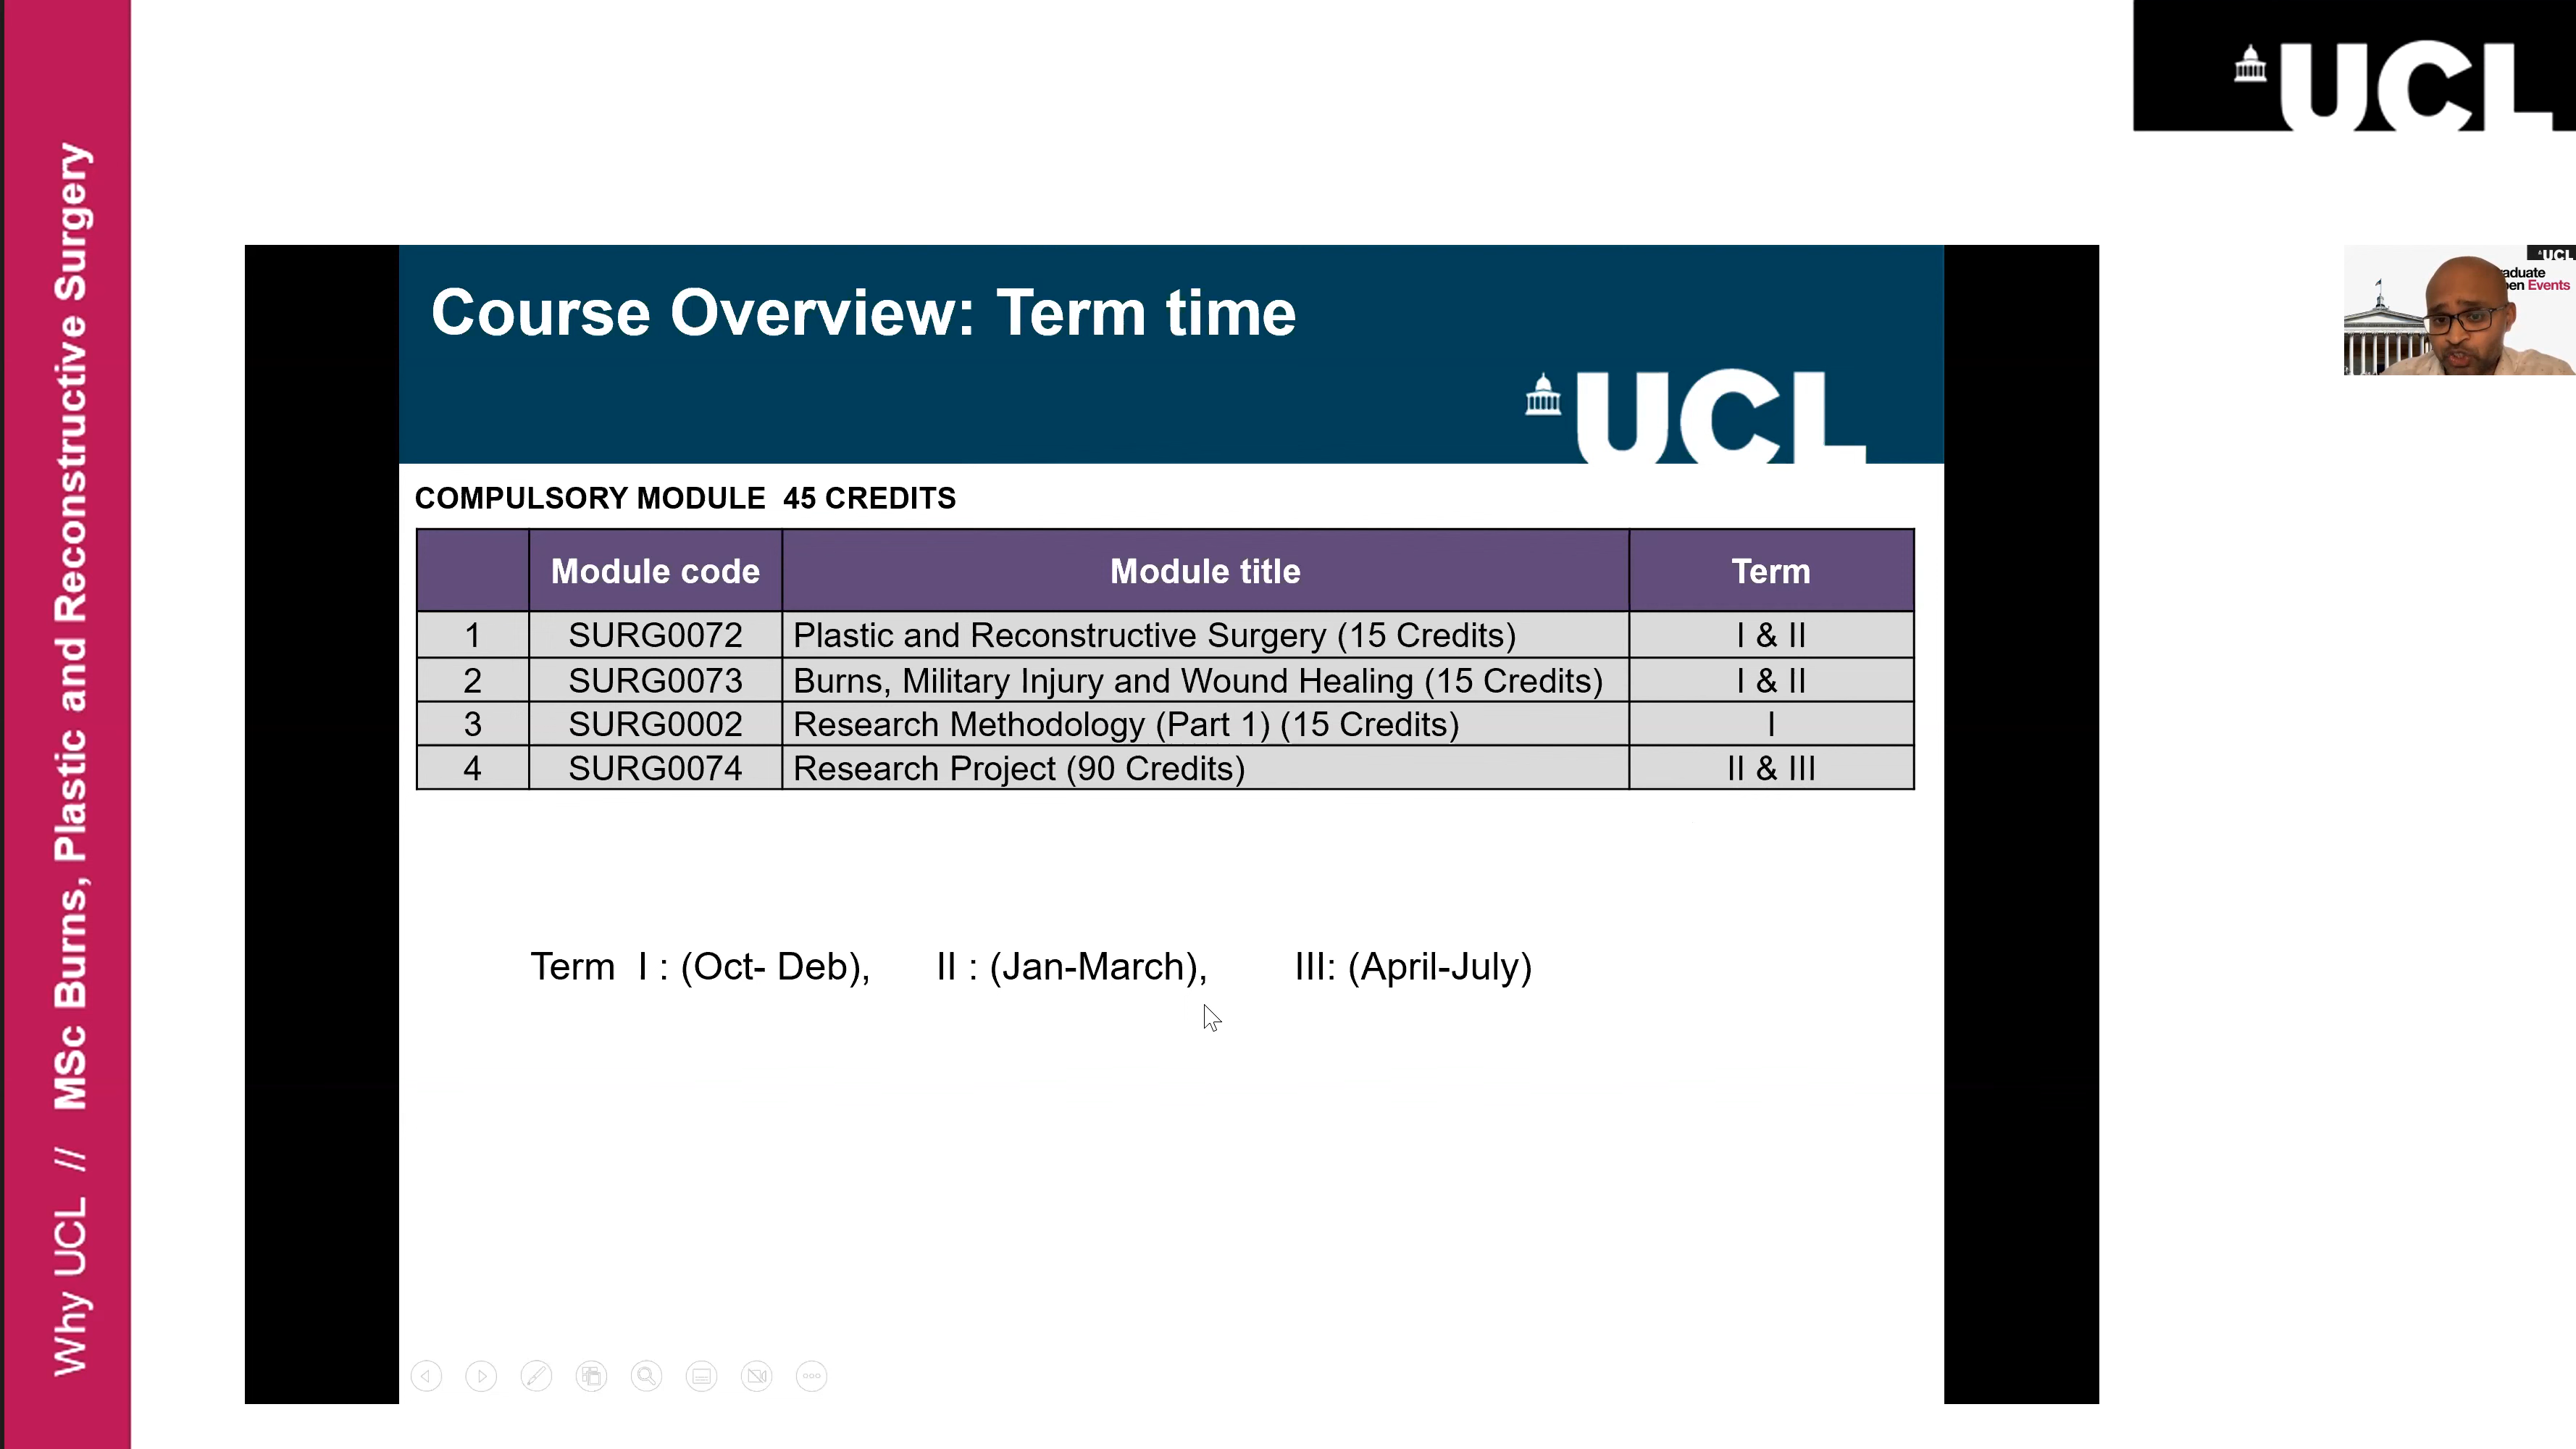 Why UCL // MSc Burns, Plastic and Reconstructive Surgery
UCL
Course Overview: Term time
UCL
COMPULSORY MODULE 45 CREDITS
Module code Module title Term
1 SURG0072 Plastic and Reconstructive Surgery (15 Credits) I & II
2 SURG0073 Burns, Military Injury and Wound Healing (15 Credits) I & II
3 SURG0002 Research Methodology (Part 1) (15 Credits) I
4 SURG0074 Research Project (90 Credits) II & III
Term I : (Oct- Deb), II : (Jan-March), III: (April-July)
UCL
Events